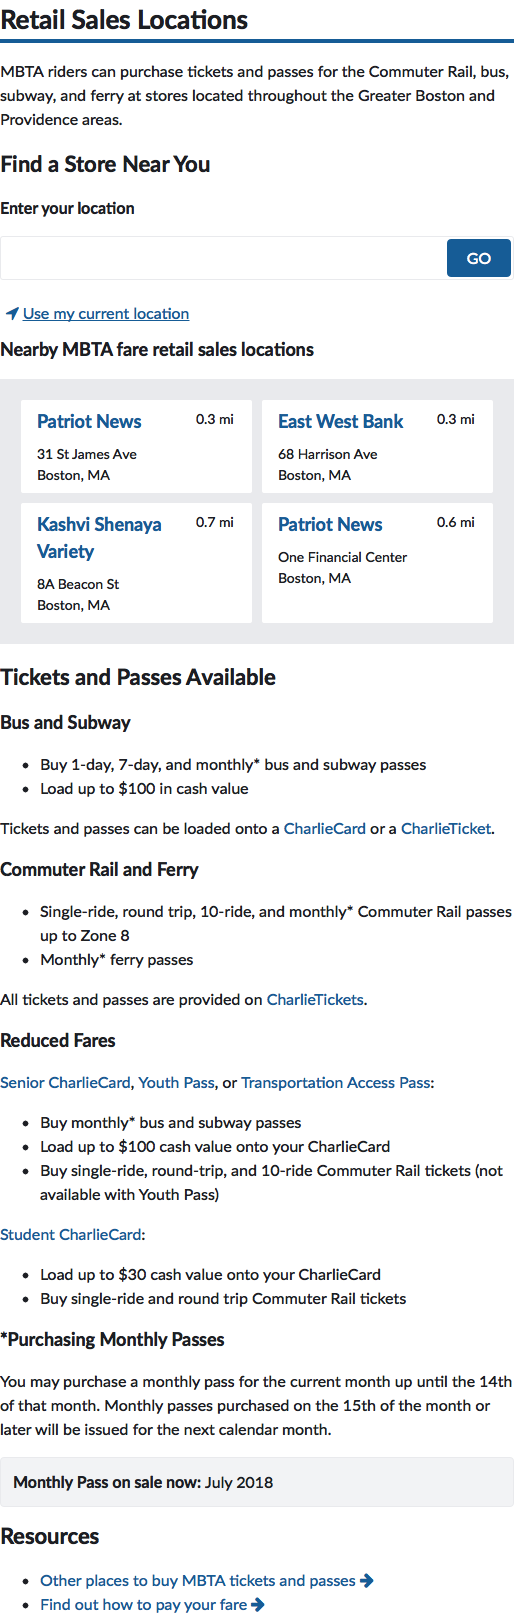 Retail Sales Locations
MBTA riders can purchase tickets and passes for the Commuter Rail, bus,
subway, and ferry at stores located throughout the Greater Boston and
Providence areas.
Find a Store Near You
Enter your location
GO
Use my current location
Nearby MBTA fare retail sales locations
Patriot News 0.3 mi
31 St James Ave
Boston, MA
East West Bank 0.3 mi
68 Harrison Ave
Boston, MA
Kashvi Shenaya 0.7 mi
Variety
8A Beacon St
Boston, MA
Patriot News 0.6 mi
One Financial Center
Boston, MA
Tickets and Passes Available
Bus and Subway
• Buy 1-day, 7-day, and monthly* bus and subway passes
• Load up to $100 in cash value
Tickets and passes can be loaded onto a CharlieCard or a CharlieTicket.
Commuter Rail and Ferry
• Single-ride, round trip, 10-ride, and monthly* Commuter Rail passes
up to Zone 8
• Monthly* ferry passes
All tickets and passes are provided on CharlieTickets.
Reduced Fares
Senior CharlieCard, Youth Pass, or Transportation Access Pass:
• Buy monthly* bus and subway passes
• Load up to $100 cash value onto your CharlieCard
• Buy single-ride, round-trip, and 10-ride Commuter Rail tickets (not
available with Youth Pass)
Student CharlieCard:
• Load up to $30 cash value onto your CharlieCard
• Buy single-ride and round trip Commuter Rail tickets
*Purchasing Monthly Passes
You may purchase a monthly pass for the current month up until the 14th
of that month. Monthly passes purchased on the 15th of the month or
later will be issued for the next calendar month.
Monthly Pass on sale now: July 2018
Resources
• Other places to buy MBTA tickets and passes
• Find out how to pay your fare